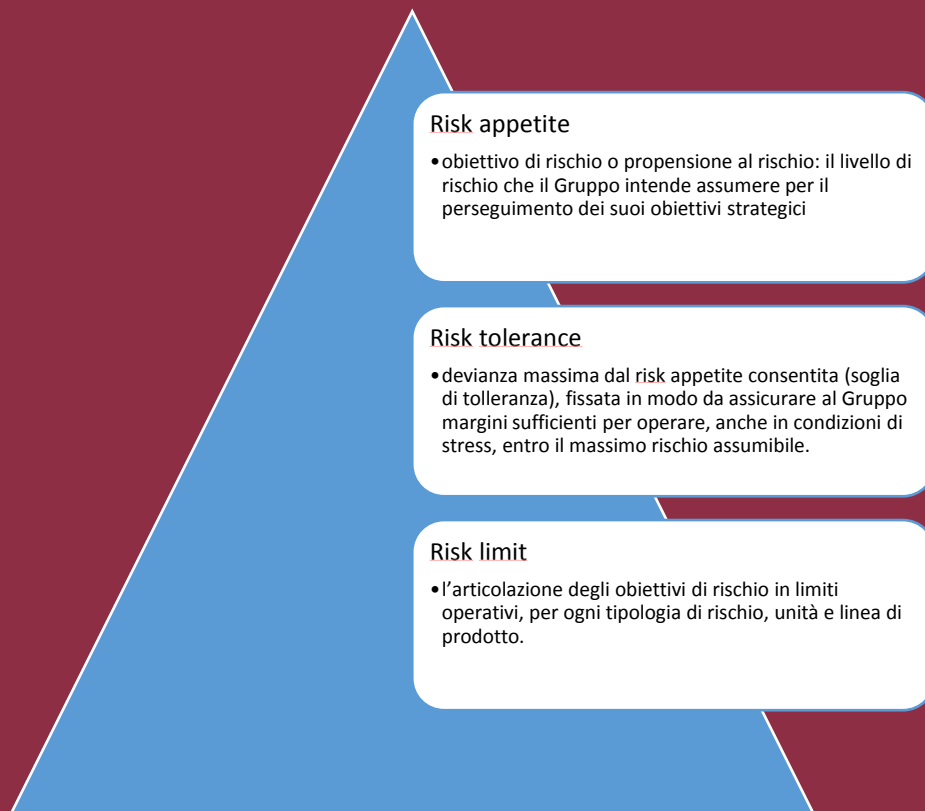 Risk appetite
•obiettivo di rischio o propensione al rischio: il livello di
rischio che il Gruppo intende assumere per il
perseguimento dei suoi obiettivi strategici
Risk tolerance
•devianza massima dal risk appetite consentita (soglia
di tolleranza), fissata in modo da assicurare al Gruppo
margini sufficienti per operare, anche in condizioni di
stress, entro il massimo rischio assumibile.
Risk limit
•l’articolazione degli obiettivi di rischio in limiti
operativi, per ogni tipologia di rischio, unità e linea di
prodotto.